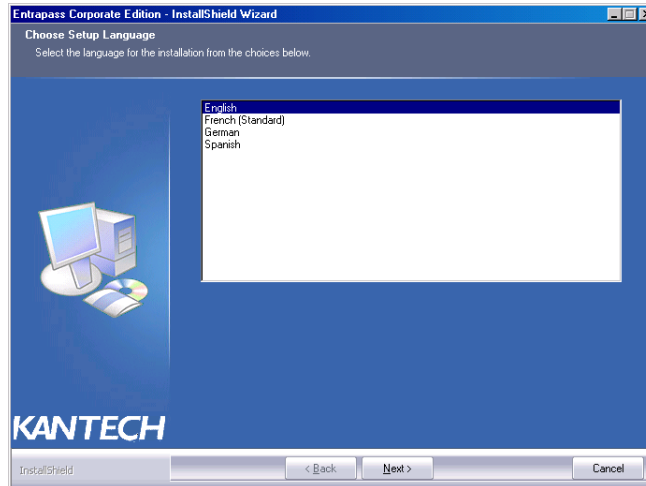 Entrapass Corporate Edition - InstallShield Wizard
Choose Setup Language
Select the language for the installation from the choices below.
English
French (Standard)
German
Spanish
KANTECH
InstallShield
< Back
Next >
Cancel